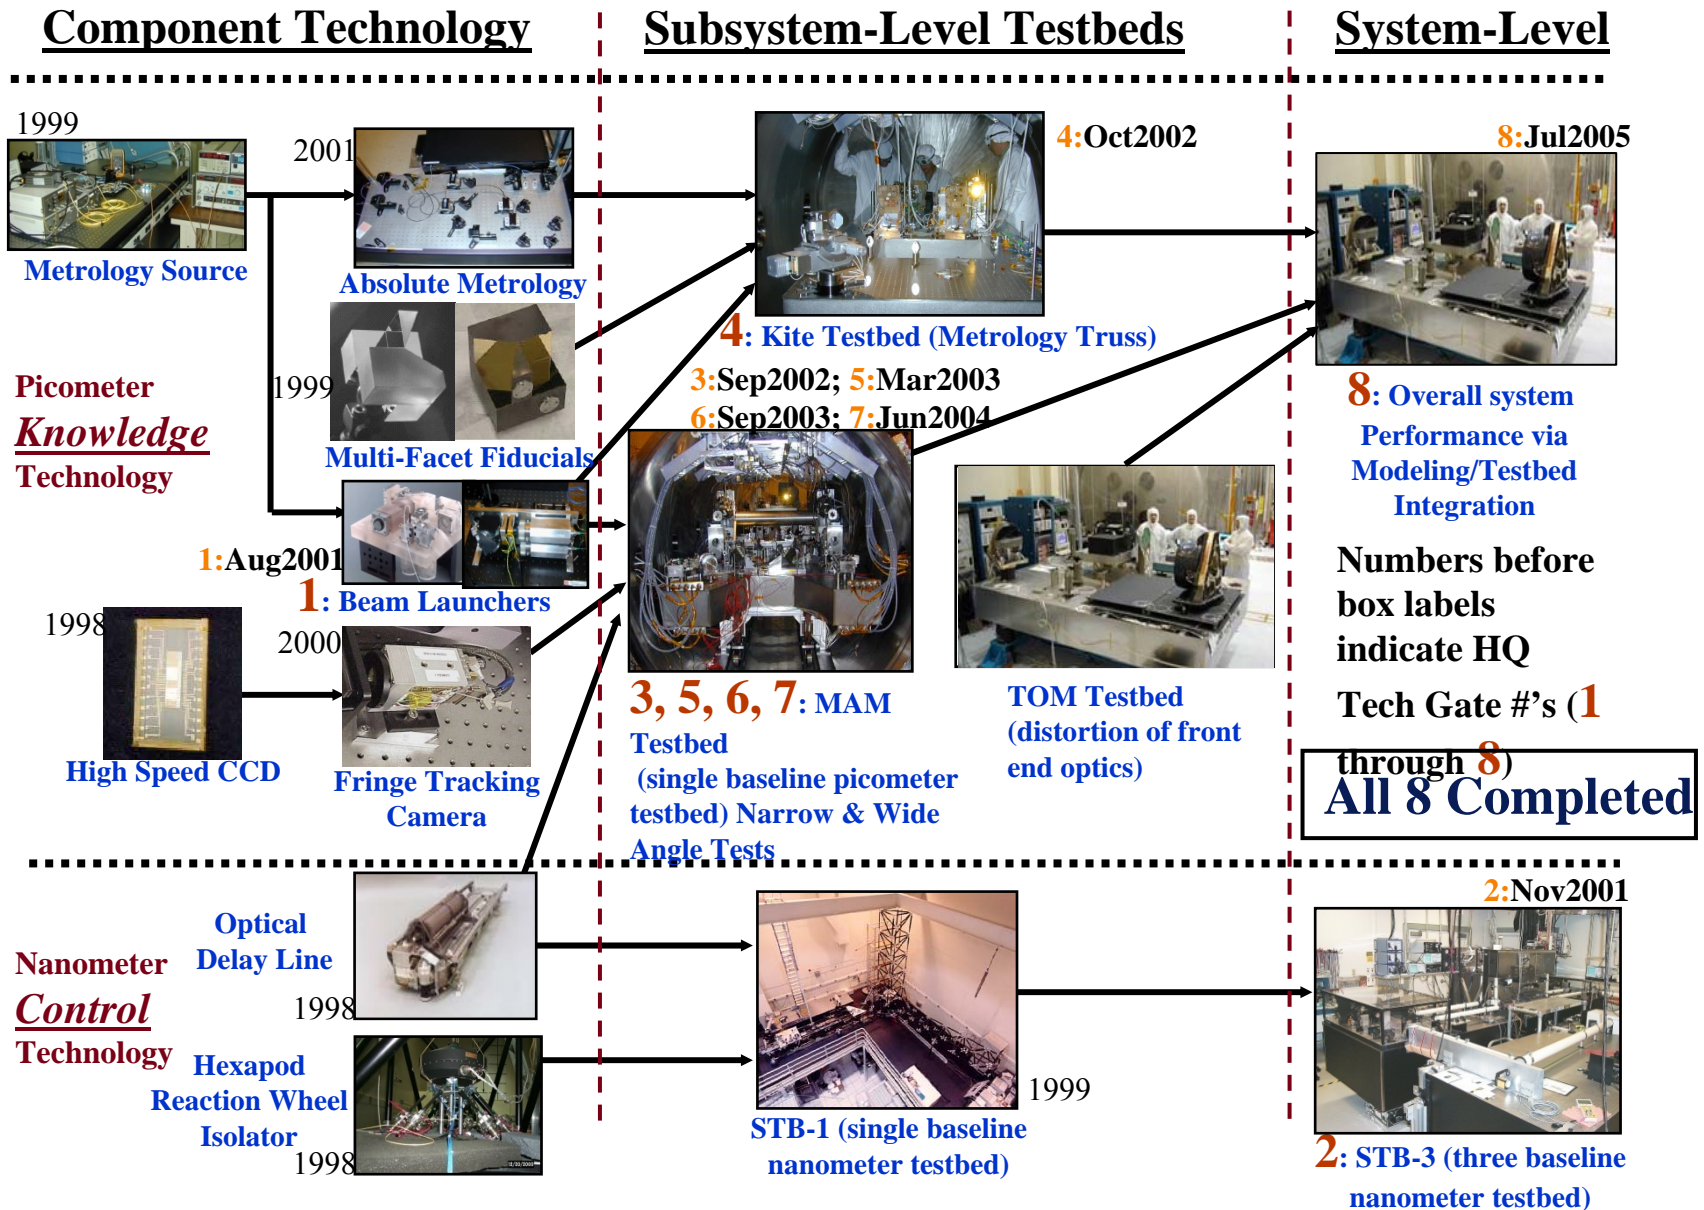 Component Technology
Subsystem-Level Testbeds
System-Level
1999
2001
4:Oct2002
8:Jul2005
Metrology Source
Absolute Metrology
4: Kite Testbed (Metrology Truss)
1999
Picometer
Knowledge
Technology
Multi-Facet Fiducials
3:Sep2002; 5:Mar2003
6:Sep2003; 7:Jun2004
8: Overall system
Performance via
Modeling/Testbed
Integration
1:Aug2001
1: Beam Launchers
1998
2000
High Speed CCD
Fringe Tracking
Camera
3, 5, 6, 7: MAM
Testbed
(single baseline picometer
testbed) Narrow & Wide
Angle Tests
TOM Testbed
(distortion of front
end optics)
Numbers before
box labels
indicate HQ
Tech Gate #'s (1
through 8)
All 8 Completed
Nanometer
Control
Technology
Optical
Delay Line
1998
Hexapod
Reaction Wheel
Isolator
1998
1999
STB-1 (single baseline
nanometer testbed)
2:Nov2001
2: STB-3 (three baseline
nanometer testbed)